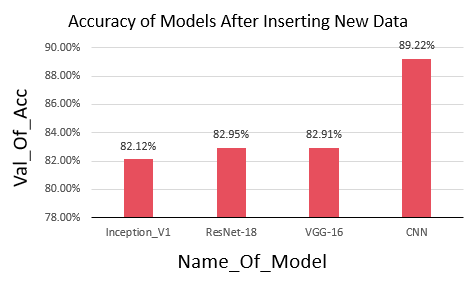 Accuracy of Models After Inserting New Data
Val_Of_Acc
90.00%
88.00%
86.00%
84.00%
82.00%
80.00%
78.00%
82.12%
82.95%
82.91%
89.22%
Inception_V1
ResNet-18
VGG-16
CNN
Name_Of_Model